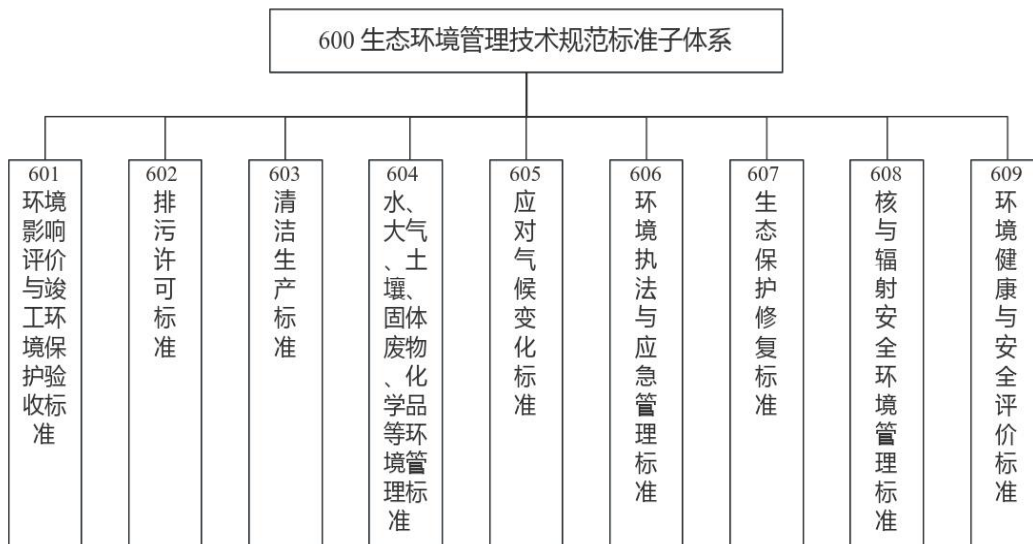 600 生态环境管理技术规范标准子体系
601
环境
影响
评价
与竣
工环
境保
护验
收标
准
602
排
污
许
可
标
准
603
清
洁
生
产
标
准
604
水、
大气
、土
壤、
固体
废物
、化
学品
等环
境管
理标
准
605
应
对
气
候
变
化
标
准
606
环
境
执
法
与
应
急
管
理
标
准
607
生
态
保
护
修
复
标
准
608
核
与
辐
射
安
全
环
境
管
理
标
准
609
环
境
健
康
与
安
全
评
价
标
准